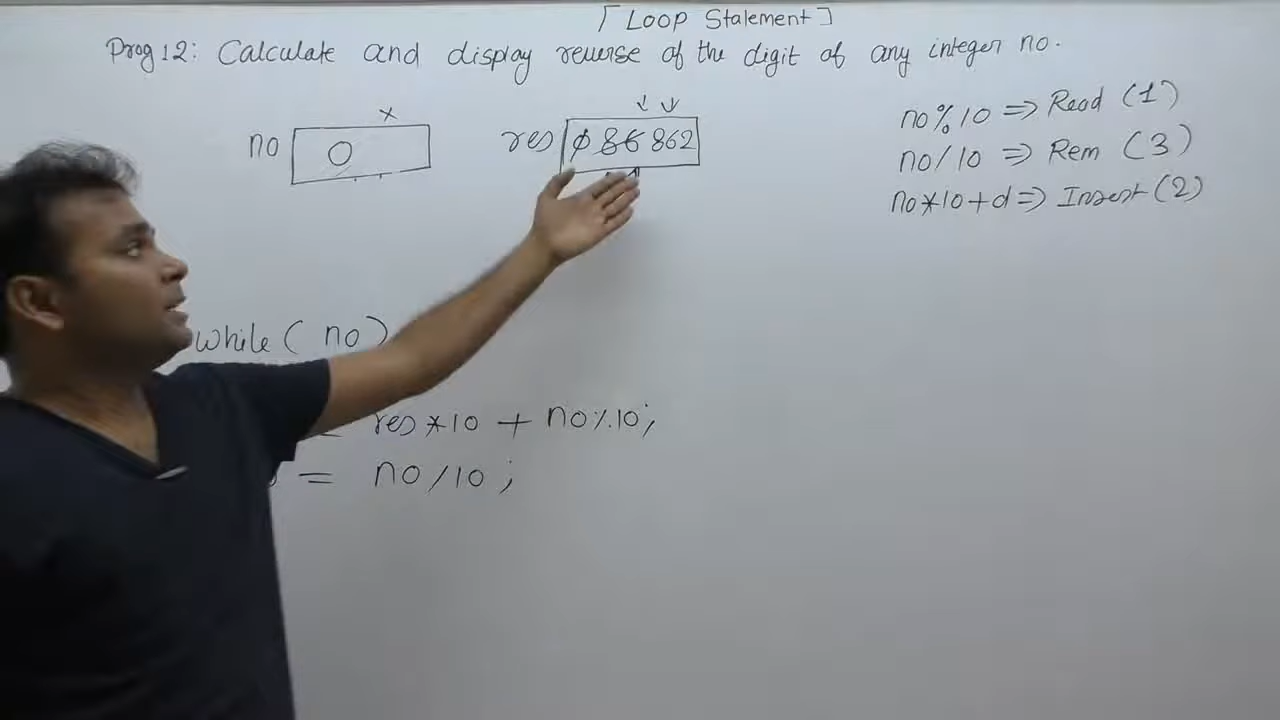 [Loop Statement]
Prog 12: Calculate and display reverse of the digit of any integer no.
no%10 => Read (1)
no/10 => Rem (3)
no*10+d => Insert (2)
x
no 0
res 0 86 862
while ( no )
= res*10 + no%10;
= no/10;